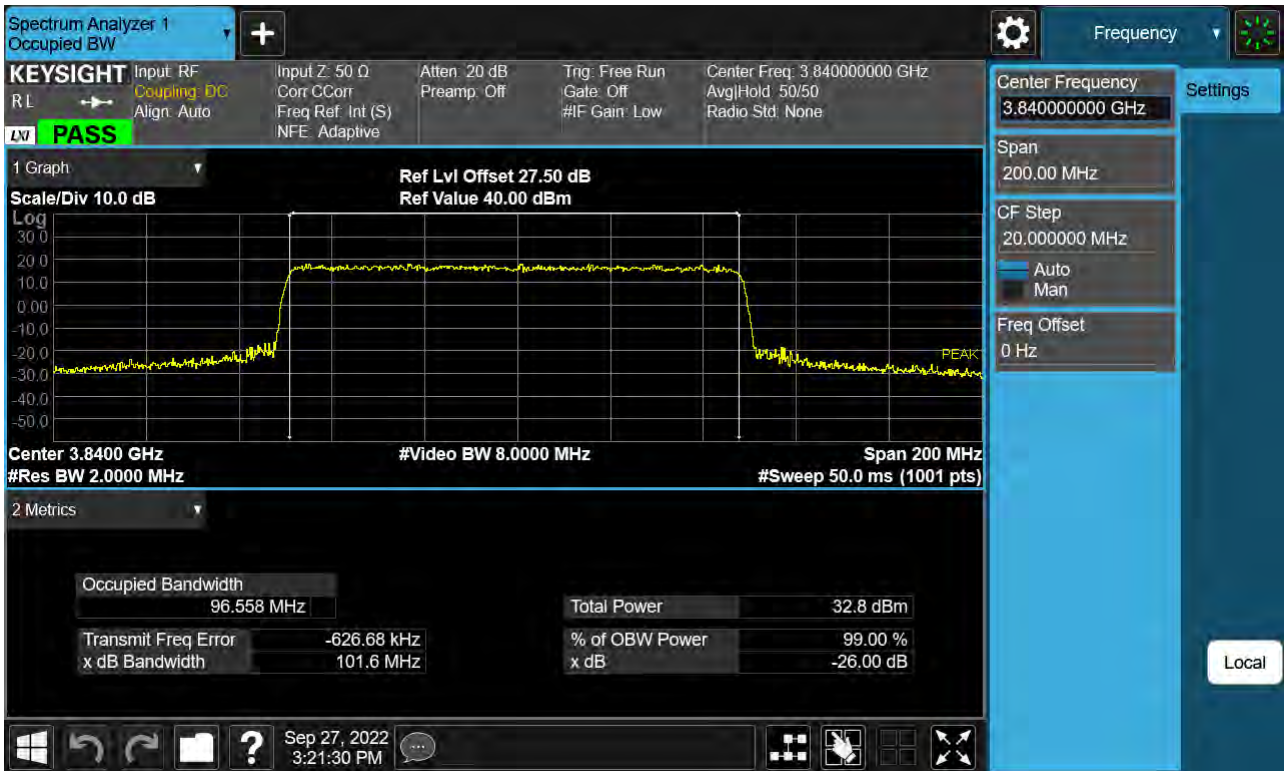 Spectrum Analyzer 1
Occupied BW
+
Frequency
KEYSIGHT
R L
LXI
PASS
Input: RF
Coupling: DC
Align: Auto
Input Z: 50 Ω
Corr CCorr
Freq Ref: Int (S)
NFE: Adaptive
Atten: 20 dB
Preamp: Off
Trig: Free Run
Gate: Off
#IF Gain: Low
Center Freq: 3.840000000 GHz
Avg|Hold: 50/50
Radio Std: None
Center Frequency
3.840000000 GHz
Settings
Span
200.00 MHz
CF Step
20.000000 MHz
Auto
Man
Freq Offset
0 Hz
1 Graph
Scale/Div 10.0 dB
Ref Lvl Offset 27.50 dB
Ref Value 40.00 dBm
Log
30.0
20.0
10.0
0.00
-10.0
-20.0
-30.0
-40.0
-50.0
PEAK
Center 3.8400 GHz
#Video BW 8.0000 MHz
Span 200 MHz
#Res BW 2.0000 MHz
#Sweep 50.0 ms (1001 pts)
2 Metrics
Occupied Bandwidth
96.558 MHz
Total Power 32.8 dBm
Transmit Freq Error -626.68 kHz
% of OBW Power 99.00 %
x dB Bandwidth 101.6 MHz
x dB -26.00 dB
Local
?
Sep 27, 2022
3:21:30 PM